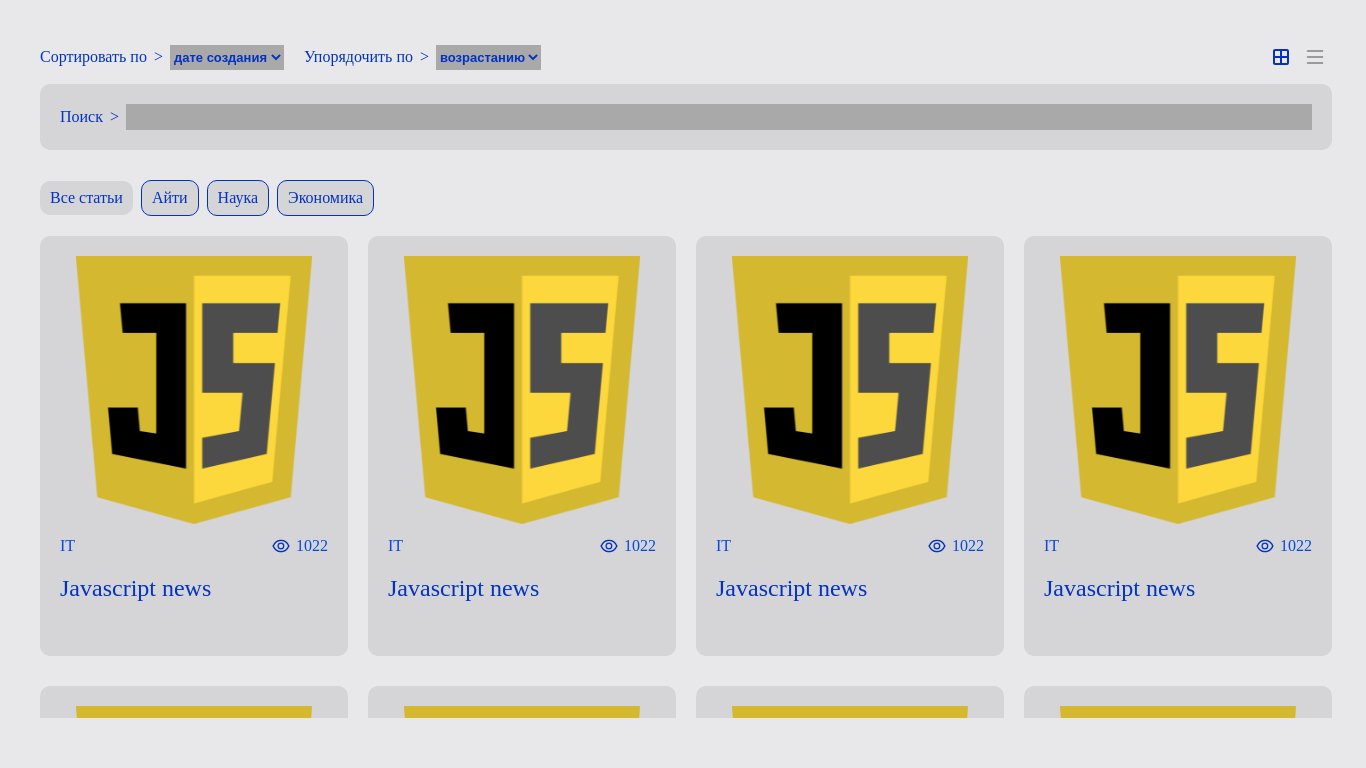 Сортировать по > дате создания Упорядочить по > возрастанию
Поиск >
Все статьи Айти Наука Экономика
JS JS JS JS
IT 1022 IT 1022 IT 1022 IT 1022
Javascript news Javascript news Javascript news Javascript news